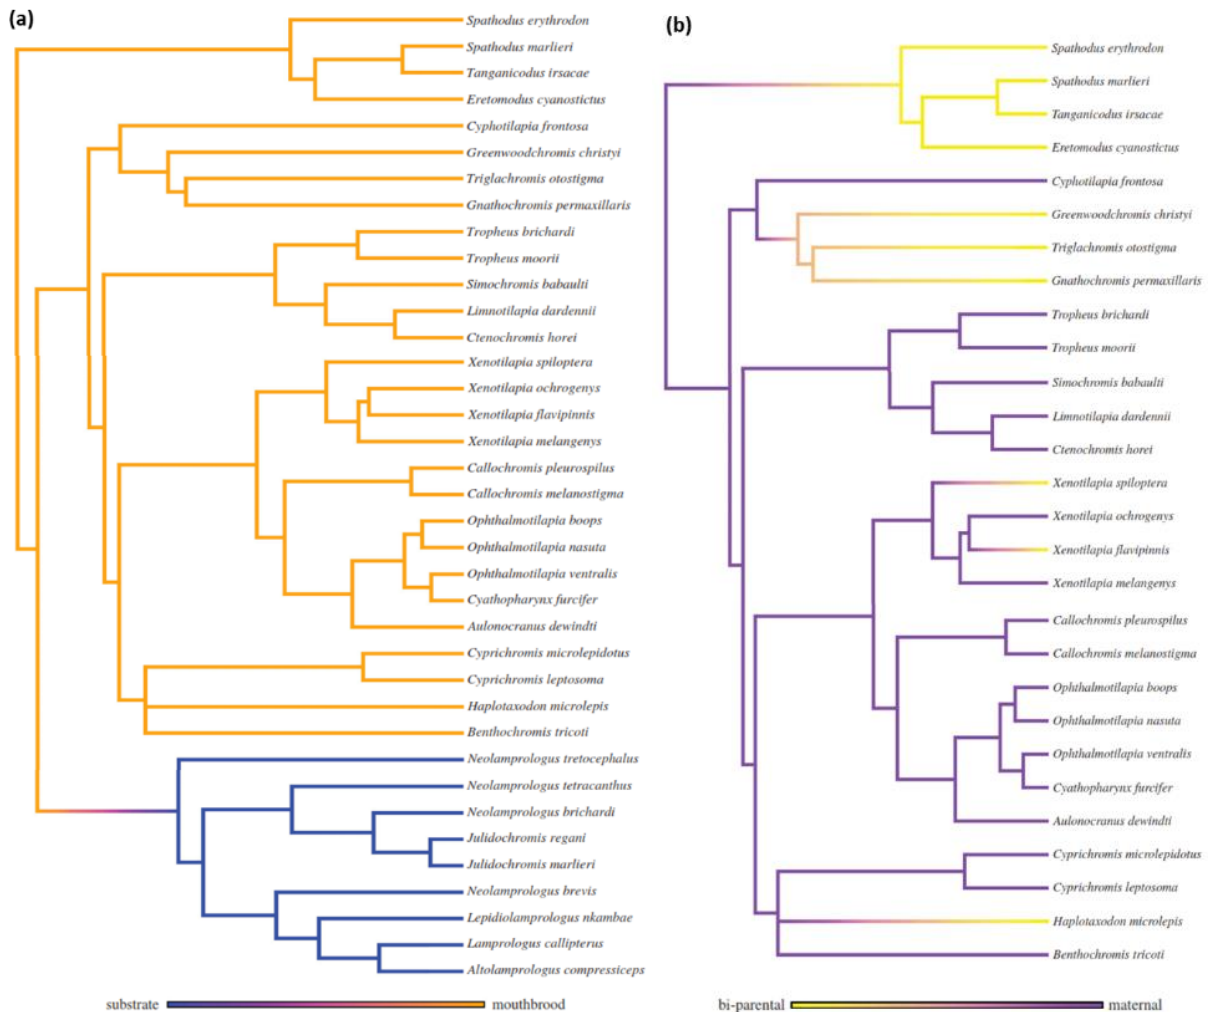 (a)
Spathodus erythrodon
Spathodus marlieri
Tanganicodus irsacae
Eretomodus cyanostictus
Cyphotilapia frontosa
Greenwoodchromis christyi
Triglachromis otostigma
Gnathochromis permaxillaris
Tropheus brichardi
Tropheus moorii
Simochromis babaulti
Limnotilapia dardennii
Ctenochromis horei
Xenotilapia spiloptera
Xenotilapia ochrogenys
Xenotilapia flavipinnis
Xenotilapia melangenys
Callochromis pleurospilus
Callochromis melanostigma
Ophthalmotilapia boops
Ophthalmotilapia nasuta
Ophthalmotilapia ventralis
Cyathopharynx furcifer
Aulonocranus dewindti
Cyprichromis microlepidotus
Cyprichromis leptosoma
Haplotaxodon microlepis
Benthochromis tricoti
Neolamprologus tretocephalus
Neolamprologus tetracanthus
Neolamprologus brichardi
Julidochromis regani
Julidochromis marlieri
Neolamprologus brevis
Lepidiolamprologus nkambae
Lamprologus callipterus
Altolamprologus compressiceps
substrate mouthbrood
(b)
Spathodus erythrodon
Spathodus marlieri
Tanganicodus irsacae
Eretomodus cyanostictus
Cyphotilapia frontosa
Greenwoodchromis christyi
Triglachromis otostigma
Gnathochromis permaxillaris
Tropheus brichardi
Tropheus moorii
Simochromis babaulti
Limnotilapia dardennii
Ctenochromis horei
Xenotilapia spiloptera
Xenotilapia ochrogenys
Xenotilapia flavipinnis
Xenotilapia melangenys
Callochromis pleurospilus
Callochromis melanostigma
Ophthalmotilapia boops
Ophthalmotilapia nasuta
Ophthalmotilapia ventralis
Cyathopharynx furcifer
Aulonocranus dewindti
Cyprichromis microlepidotus
Cyprichromis leptosoma
Haplotaxodon microlepis
Benthochromis tricoti
bi-parental maternal